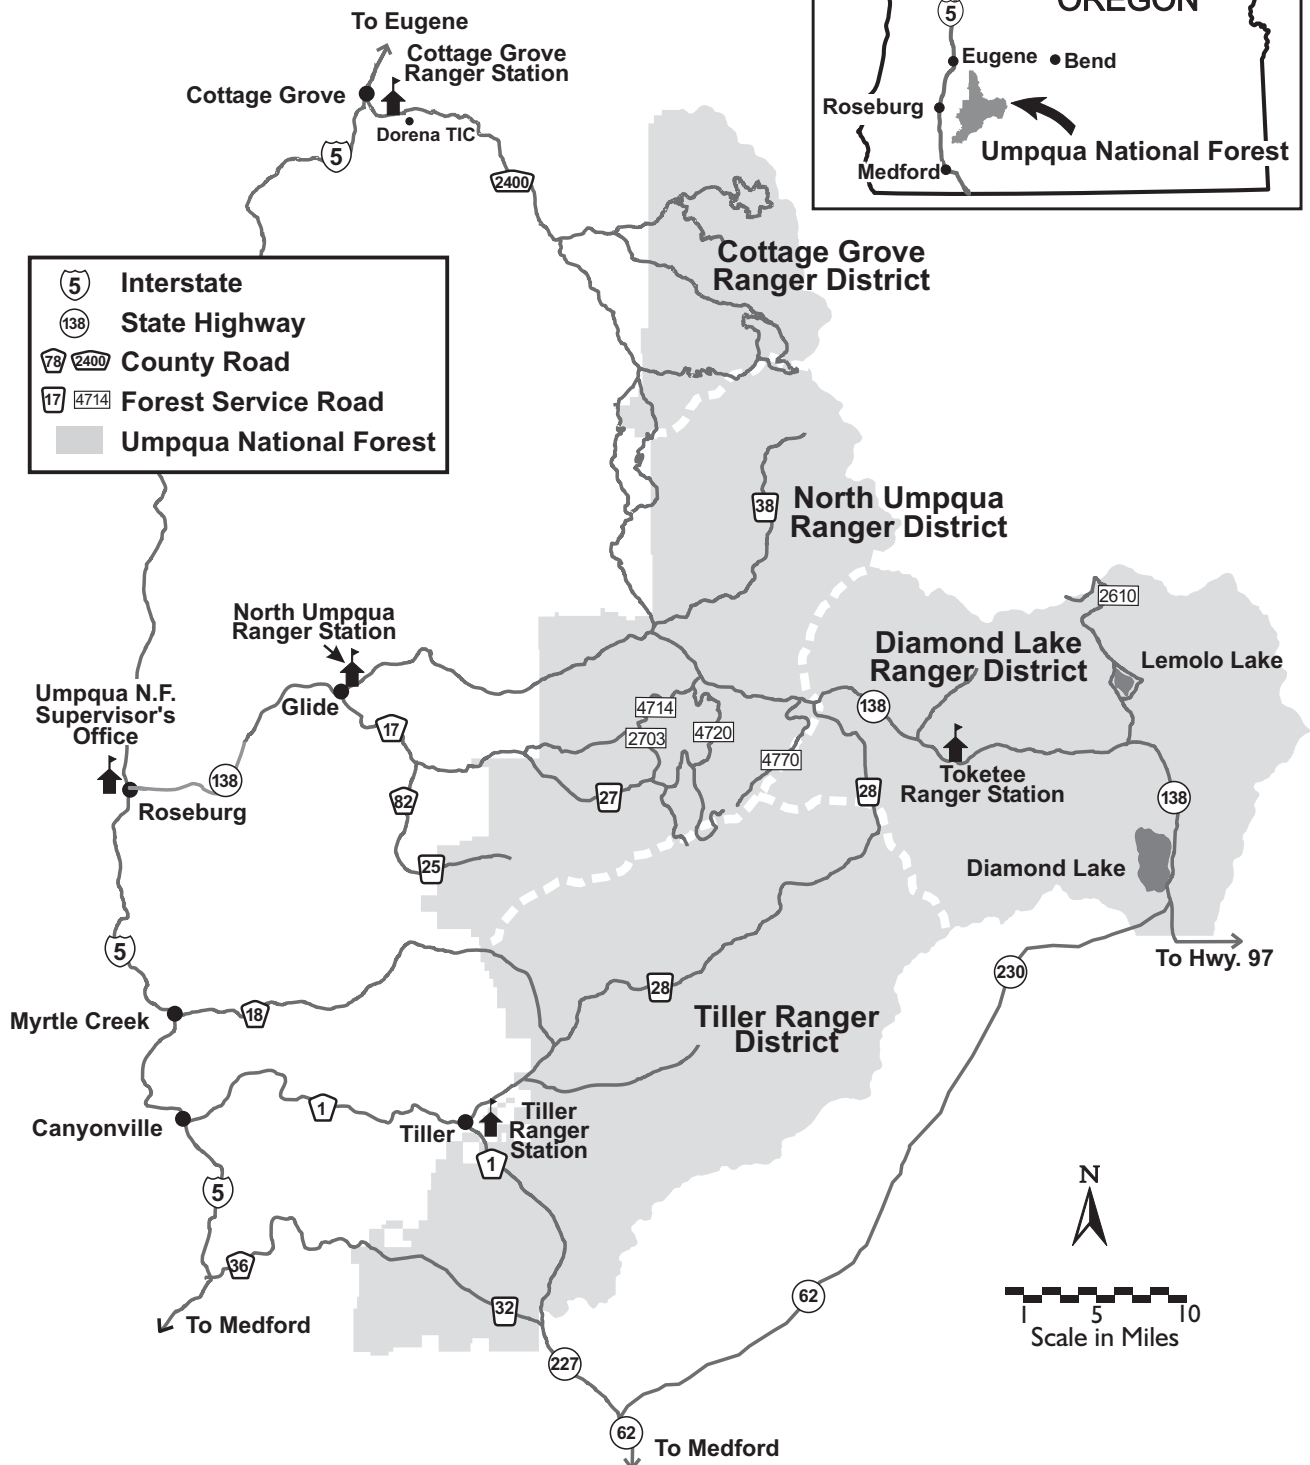 To Eugene
Cottage Grove
Ranger Station
Cottage Grove
Dorena TIC
5
2400
OREGON
5
Eugene
Bend
Roseburg
Umpqua National Forest
Medford
5 Interstate
138 State Highway
78 2400 County Road
17 4714 Forest Service Road
Umpqua National Forest
Cottage Grove
Ranger District
38
North Umpqua
Ranger District
2610
North Umpqua
Ranger Station
Diamond Lake
Ranger District
Lemolo Lake
Umpqua N.F.
Supervisor's
Office
Glide
17
4714
2703
4720
4770
138
138
Roseburg
82
27
28
Toketee
Ranger Station
138
25
Diamond Lake
5
To Hwy. 97
230
Myrtle Creek
18
28
Tiller Ranger
District
Canyonville
1
Tiller
Tiller
Ranger
Station
1
5
N
36
To Medford
32
62
1 5 10
Scale in Miles
227
62
To Medford